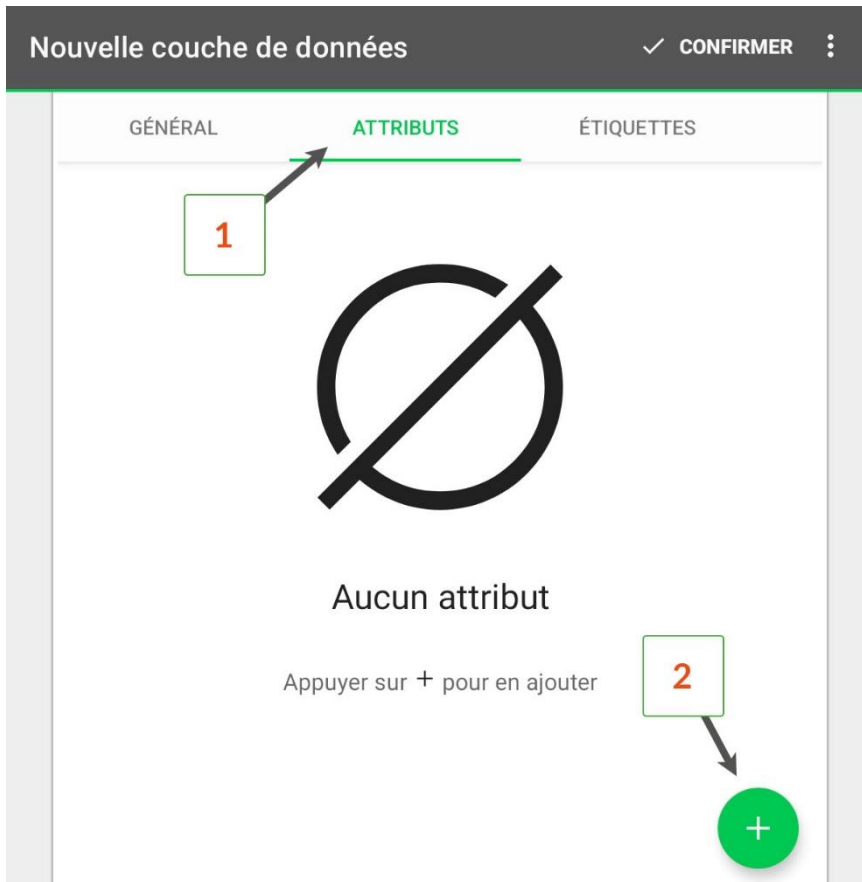 Nouvelle couche de données CONFIRMER
GÉNÉRAL ATTRIBUTS ÉTIQUETTES
1
Aucun attribut
Appuyer sur + pour en ajouter
2
+